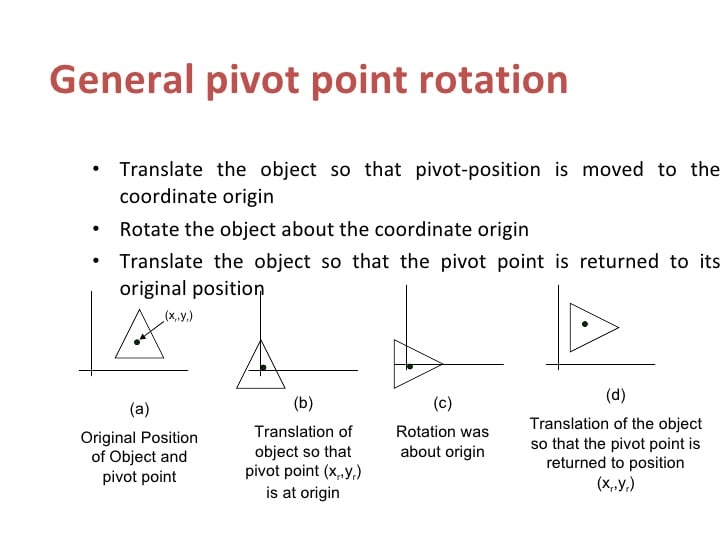 General pivot point rotation
• Translate the object so that pivot-position is moved to the
coordinate origin
• Rotate the object about the coordinate origin
• Translate the object so that the pivot point is returned to its
original position
(xᵣ,yᵣ)
(a)
Original Position
of Object and
pivot point
(b)
Translation of
object so that
pivot point (xᵣ,yᵣ)
is at origin
(c)
Rotation was
about origin
(d)
Translation of the object
so that the pivot point is
returned to position
(xᵣ,yᵣ)